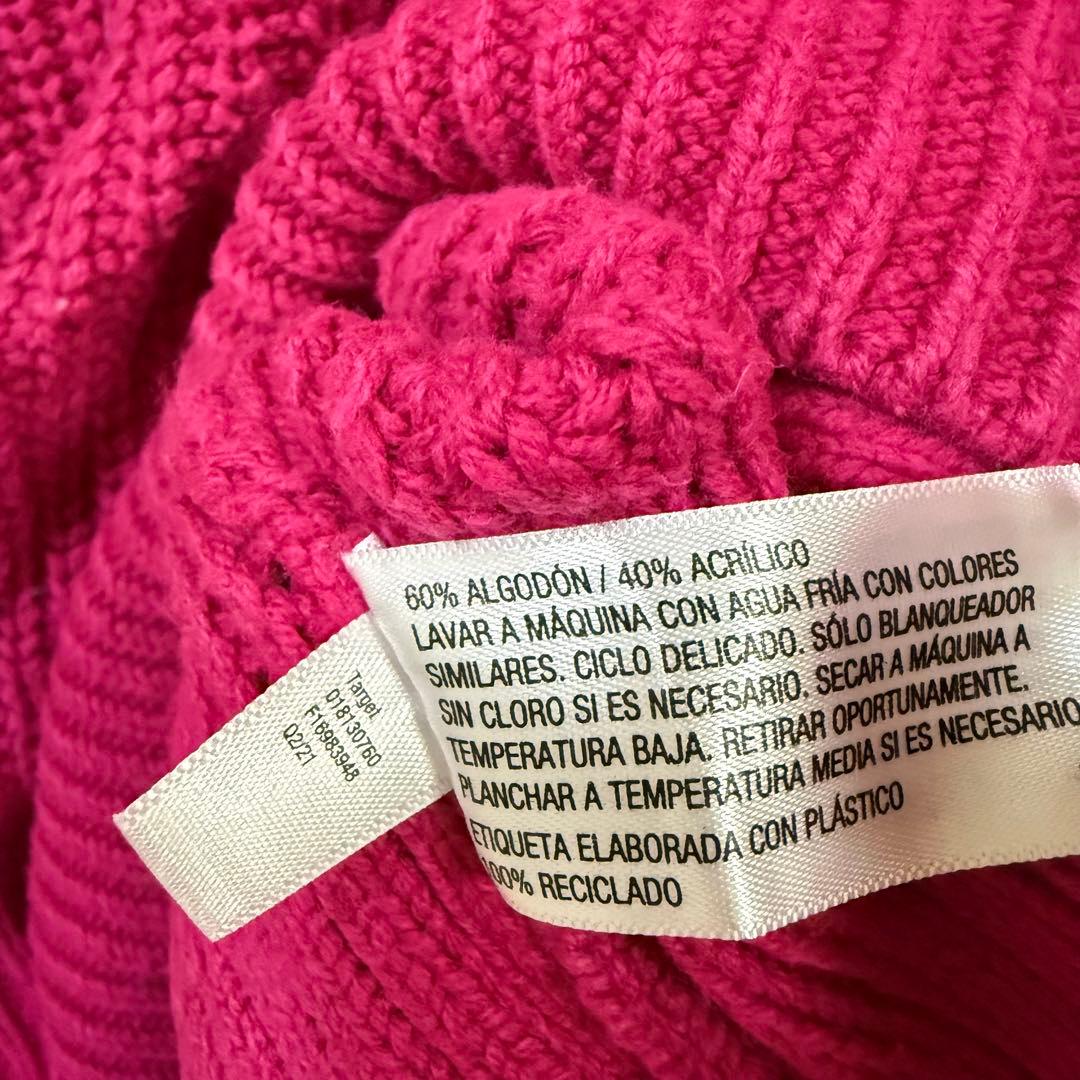 60% ALGODÓN / 40% ACRÍLICO
LAVAR A MÁQUINA CON AGUA FRÍA CON COLORES
SIMILARES. CICLO DELICADO. SÓLO BLANQUEADOR
SIN CLORO SI ES NECESARIO. SECAR A MÁQUINA A
TEMPERATURA BAJA. RETIRAR OPORTUNAMENTE.
PLANCHAR A TEMPERATURA MEDIA SI ES NECESARIO
ETIQUETA ELABORADA CON PLÁSTICO
100% RECICLADO
Target
018130760
F16983948
Q2/21